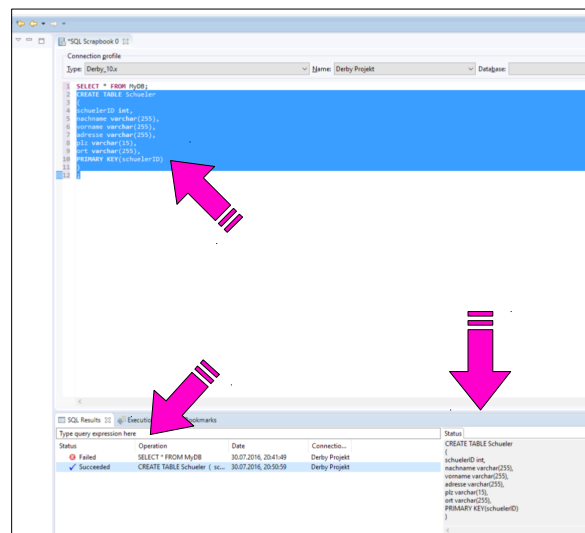 *SQL Scrapbook 0
Connection profile
Type: Derby_10.x Name: Derby Projekt Database:
1 SELECT * FROM MyDB;
2 CREATE TABLE Schueler
3 (
4 schuelerID int,
5 nachname varchar(255),
6 vorname varchar(255),
7 adresse varchar(255),
8 plz varchar(15),
9 ort varchar(255),
10 PRIMARY KEY(schuelerID)
11 )
12 ;
SQL Results Bookmarks
Type query expression here
Status Operation Date Connectio...
Failed SELECT * FROM MyDB 30.07.2016, 20:41:49 Derby Projekt
Succeeded CREATE TABLE Schueler ( sc... 30.07.2016, 20:50:59 Derby Projekt
Status
CREATE TABLE Schueler
(
schuelerID int,
nachname varchar(255),
vorname varchar(255),
adresse varchar(255),
plz varchar(15),
ort varchar(255),
PRIMARY KEY(schuelerID)
)